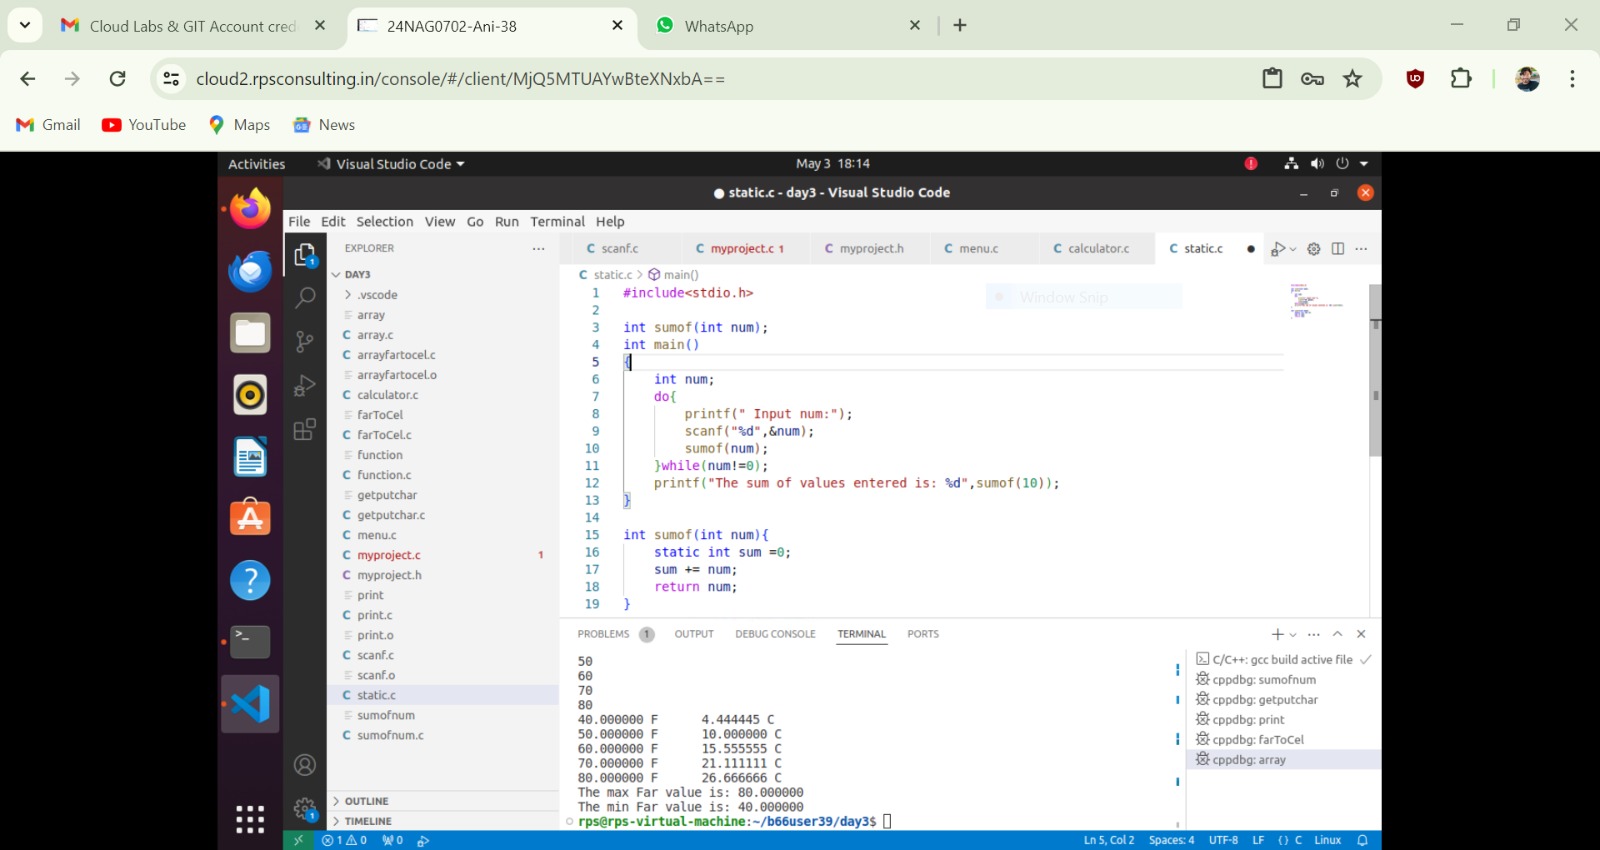 Cloud Labs & GIT Account cred
24NAG0702-Ani-38
WhatsApp
cloud2.rpsconsulting.in/console/#/client/MjQ5MTUAYwBteXNxbA==
Gmail
YouTube
Maps
News
Activities
Visual Studio Code
May 3 18:14
static.c - day3 - Visual Studio Code
File Edit Selection View Go Run Terminal Help
EXPLORER
DAY3
.vscode
array
C array.c
C arrayfartocel.c
arrayfartocel.o
C calculator.c
farToCel
C farToCel.c
function
C function.c
getputchar
C getputchar.c
C menu.c
C myproject.c 1
C myproject.h
print
C print.c
print.o
C scanf.c
scanf.o
C static.c
sumofnum
C sumofnum.c
OUTLINE
TIMELINE
C scanf.c
C myproject.c 1
C myproject.h
C menu.c
C calculator.c
C static.c
C static.c > main()
Window Snip
1 #include<stdio.h>
2
3 int sumof(int num);
4 int main()
5 {
6 int num;
7 do{
8 printf(" Input num:");
9 scanf("%d",&num);
10 sumof(num);
11 }while(num!=0);
12 printf("The sum of values entered is: %d",sumof(10));
13 }
14
15 int sumof(int num){
16 static int sum =0;
17 sum += num;
18 return num;
19 }
PROBLEMS 1 OUTPUT DEBUG CONSOLE TERMINAL PORTS
50
60
70
80
40.000000 F 4.444445 C
50.000000 F 10.000000 C
60.000000 F 15.555555 C
70.000000 F 21.111111 C
80.000000 F 26.666666 C
The max Far value is: 80.000000
The min Far value is: 40.000000
rps@rps-virtual-machine:~/b66user39/day3$
C/C++: gcc build active file
cppdbg: sumofnum
cppdbg: getputchar
cppdbg: print
cppdbg: farToCel
cppdbg: array
1 0 0
Ln 5, Col 2 Spaces: 4 UTF-8 LF {} C Linux